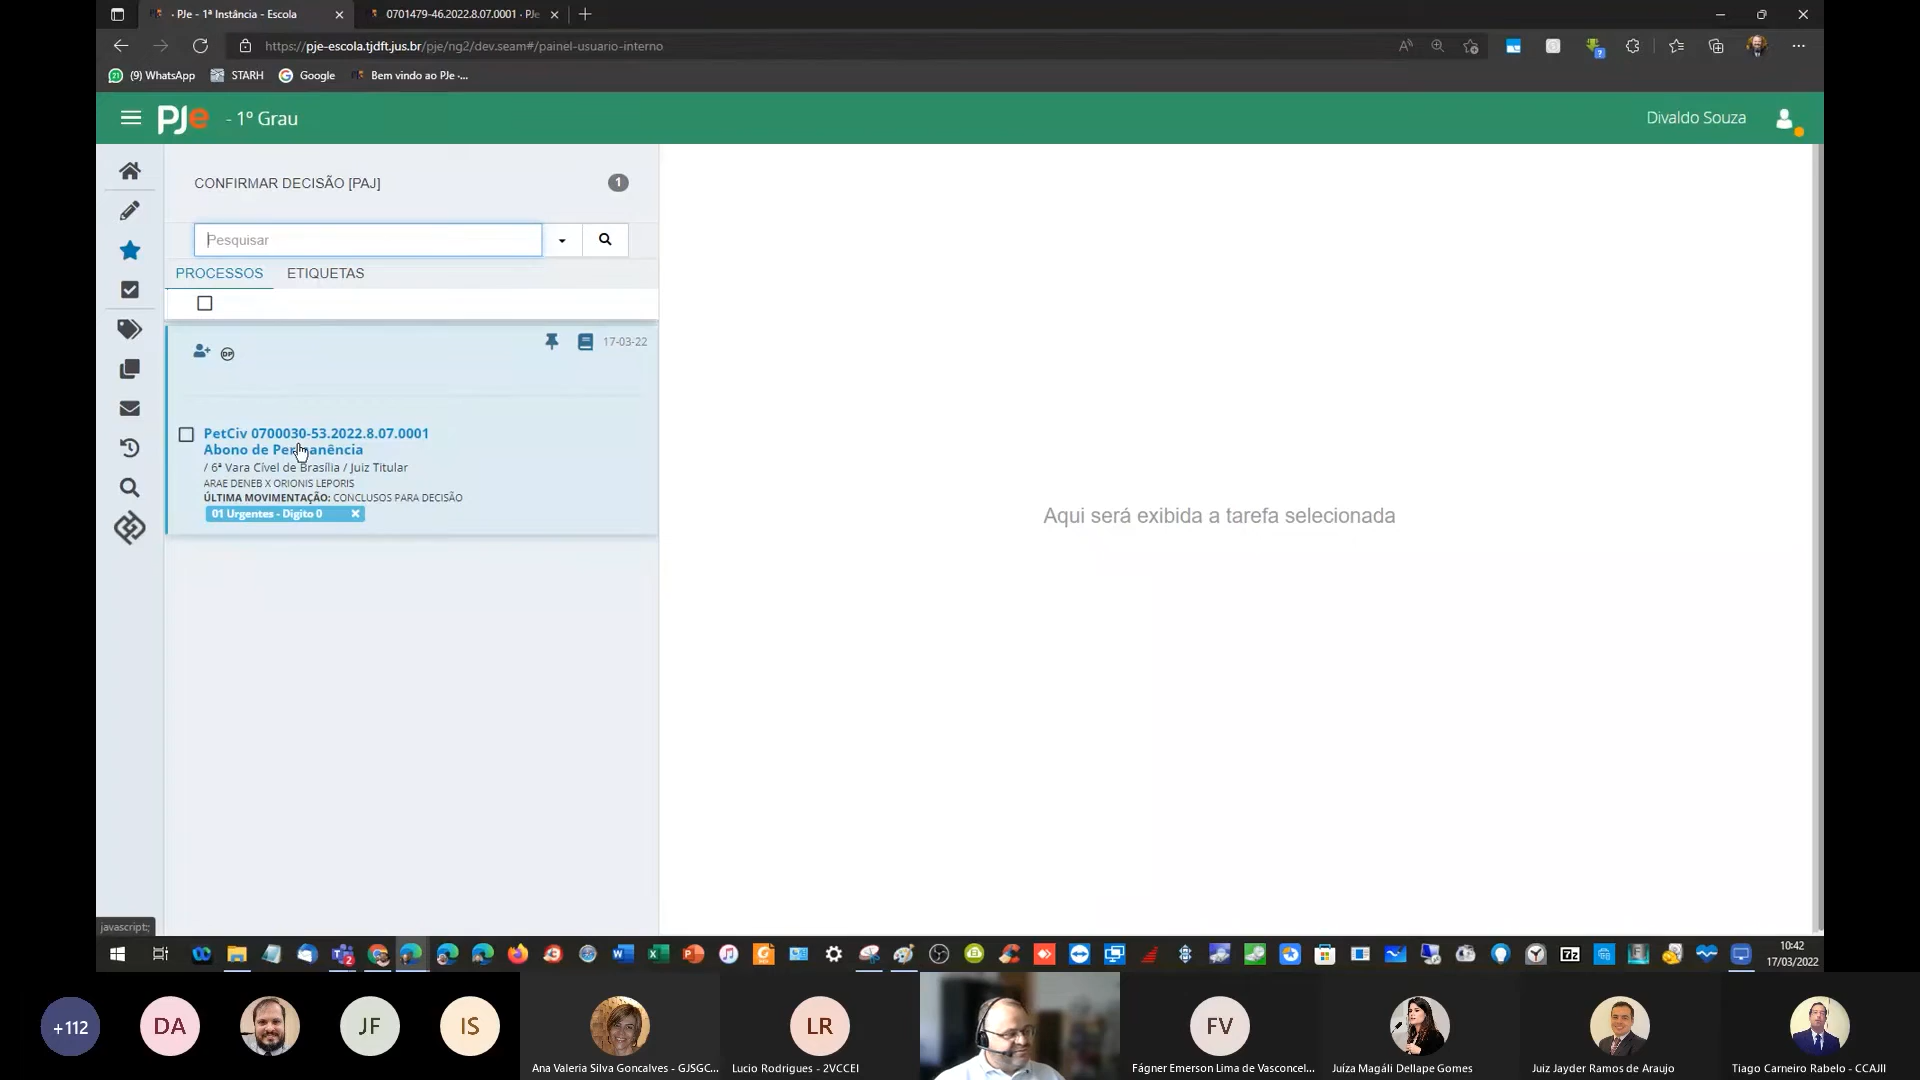 PJe - 1ª Instância - Escola
0701479-46.2022.8.07.0001 · PJe
https://pje-escola.tjdft.jus.br/pje/ng2/dev.seam#/painel-usuario-interno
(9) WhatsApp
STARH
Google
Bem vindo ao PJe -...
PJe - 1º Grau
Divaldo Souza
CONFIRMAR DECISÃO [PAJ]
1
Pesquisar
PROCESSOS
ETIQUETAS
17-03-22
PetCiv 0700030-53.2022.8.07.0001
Abono de Permanência
/ 6ª Vara Cível de Brasília / Juiz Titular
ARAE DENEB X ORIONIS LEPORIS
ÚLTIMA MOVIMENTAÇÃO: CONCLUSOS PARA DECISÃO
01 Urgentes - Digito 0
Aqui será exibida a tarefa selecionada
javascript:;
10:42
17/03/2022
+112
DA
JF
IS
LR
FV
Ana Valeria Silva Goncalves - GJSGC...
Lucio Rodrigues - 2VCCEI
Fágner Emerson Lima de Vasconcel...
Juíza Magáli Dellape Gomes
Juiz Jayder Ramos de Araujo
Tiago Carneiro Rabelo - CCAJII